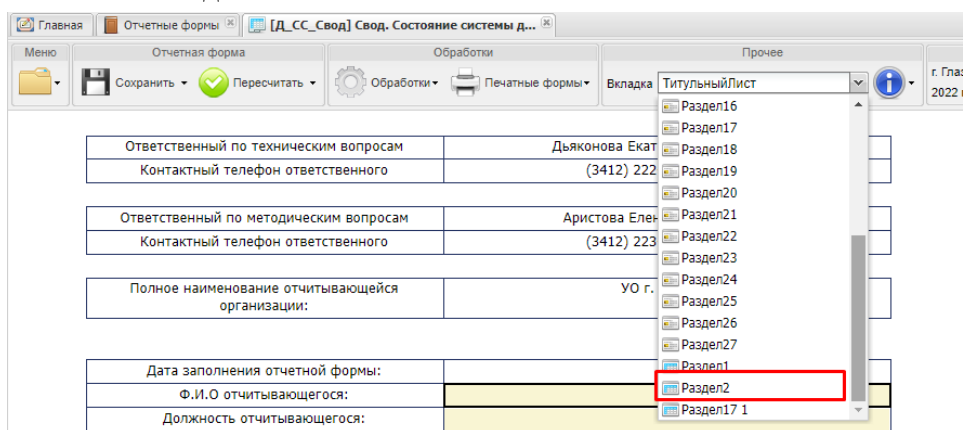 Главная Отчетные формы [Д_СС_Свод] Свод. Состояние системы д...
Меню Отчетная форма Обработки Прочее
Сохранить Пересчитать Обработки Печатные формы Вкладка ТитульныйЛист г. Глаз
2022
Раздел16
Раздел17
Ответственный по техническим вопросам Дьяконова Екат
Раздел18
Контактный телефон ответственного (3412) 222
Раздел19
Раздел20
Ответственный по методическим вопросам Аристова Елен
Раздел21
Контактный телефон ответственного (3412) 223
Раздел22
Раздел23
Раздел24
Полное наименование отчитывающейся
организации:
УО г.
Раздел25
Раздел26
Раздел27
Дата заполнения отчетной формы:
Раздел1
Ф.И.О отчитывающегося:
Раздел2
Должность отчитывающегося:
Раздел17 1